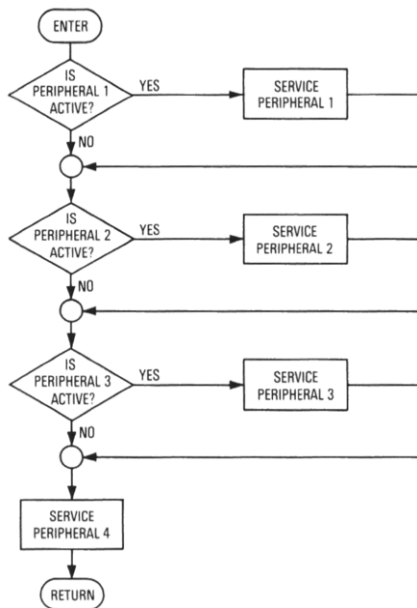 ENTER
IS
PERIPHERAL 1
ACTIVE?
YES
SERVICE
PERIPHERAL 1
NO
IS
PERIPHERAL 2
ACTIVE?
YES
SERVICE
PERIPHERAL 2
NO
IS
PERIPHERAL 3
ACTIVE?
YES
SERVICE
PERIPHERAL 3
NO
SERVICE
PERIPHERAL 4
RETURN